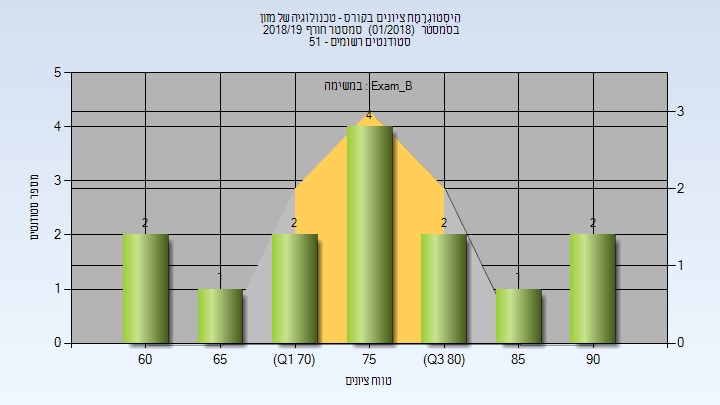 היסטוגרמת ציונים בקורס - טכנולוגיה של מזון
בסמסטר (01/2018) סמסטר חורף 2018/19
סטודנטים רשומים - 51
במשימה : Exam_B
מספר סטודנטים
5
4
3
2
1
0
3
2
1
0
2
1
2
4
2
1
2
60
65
(Q1 70)
75
(Q3 80)
85
90
טווח ציונים